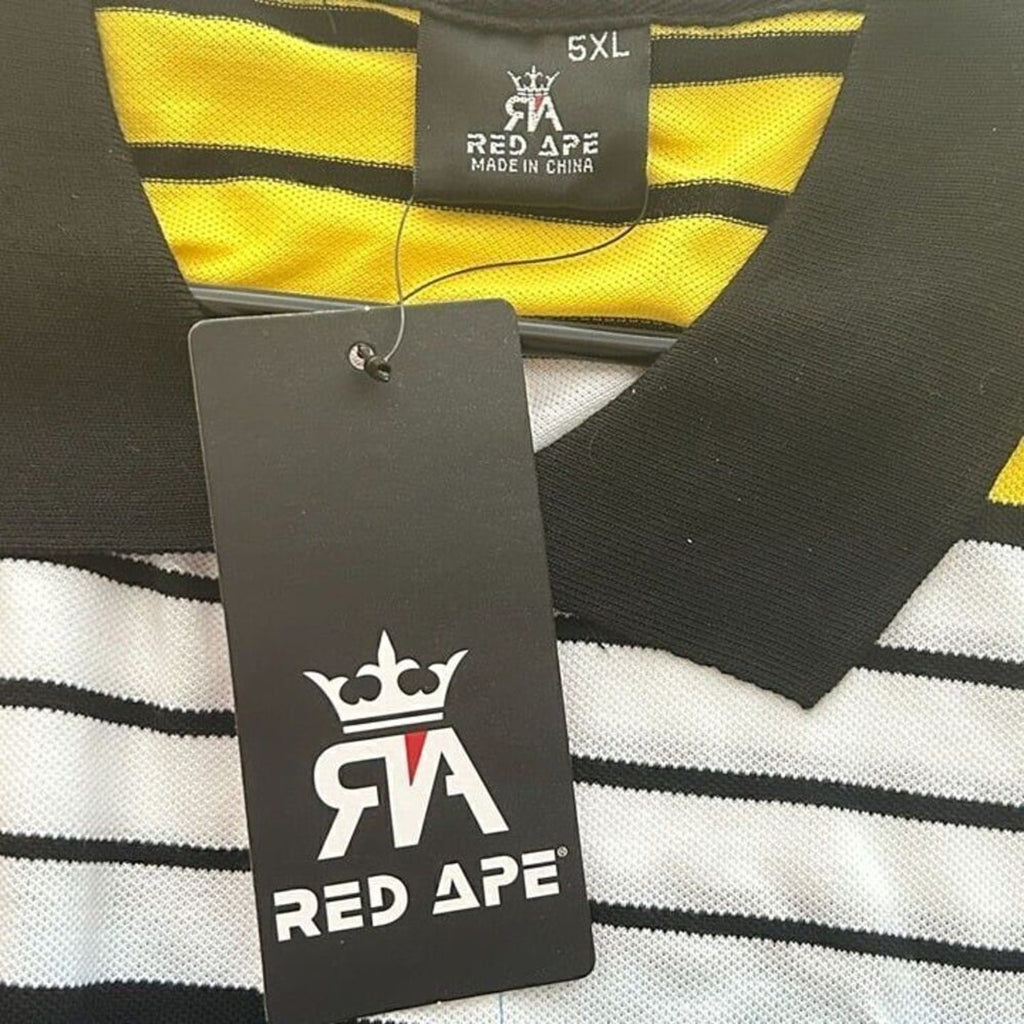 5XL
RA
RED APE
MADE IN CHINA
RA
RED APE®